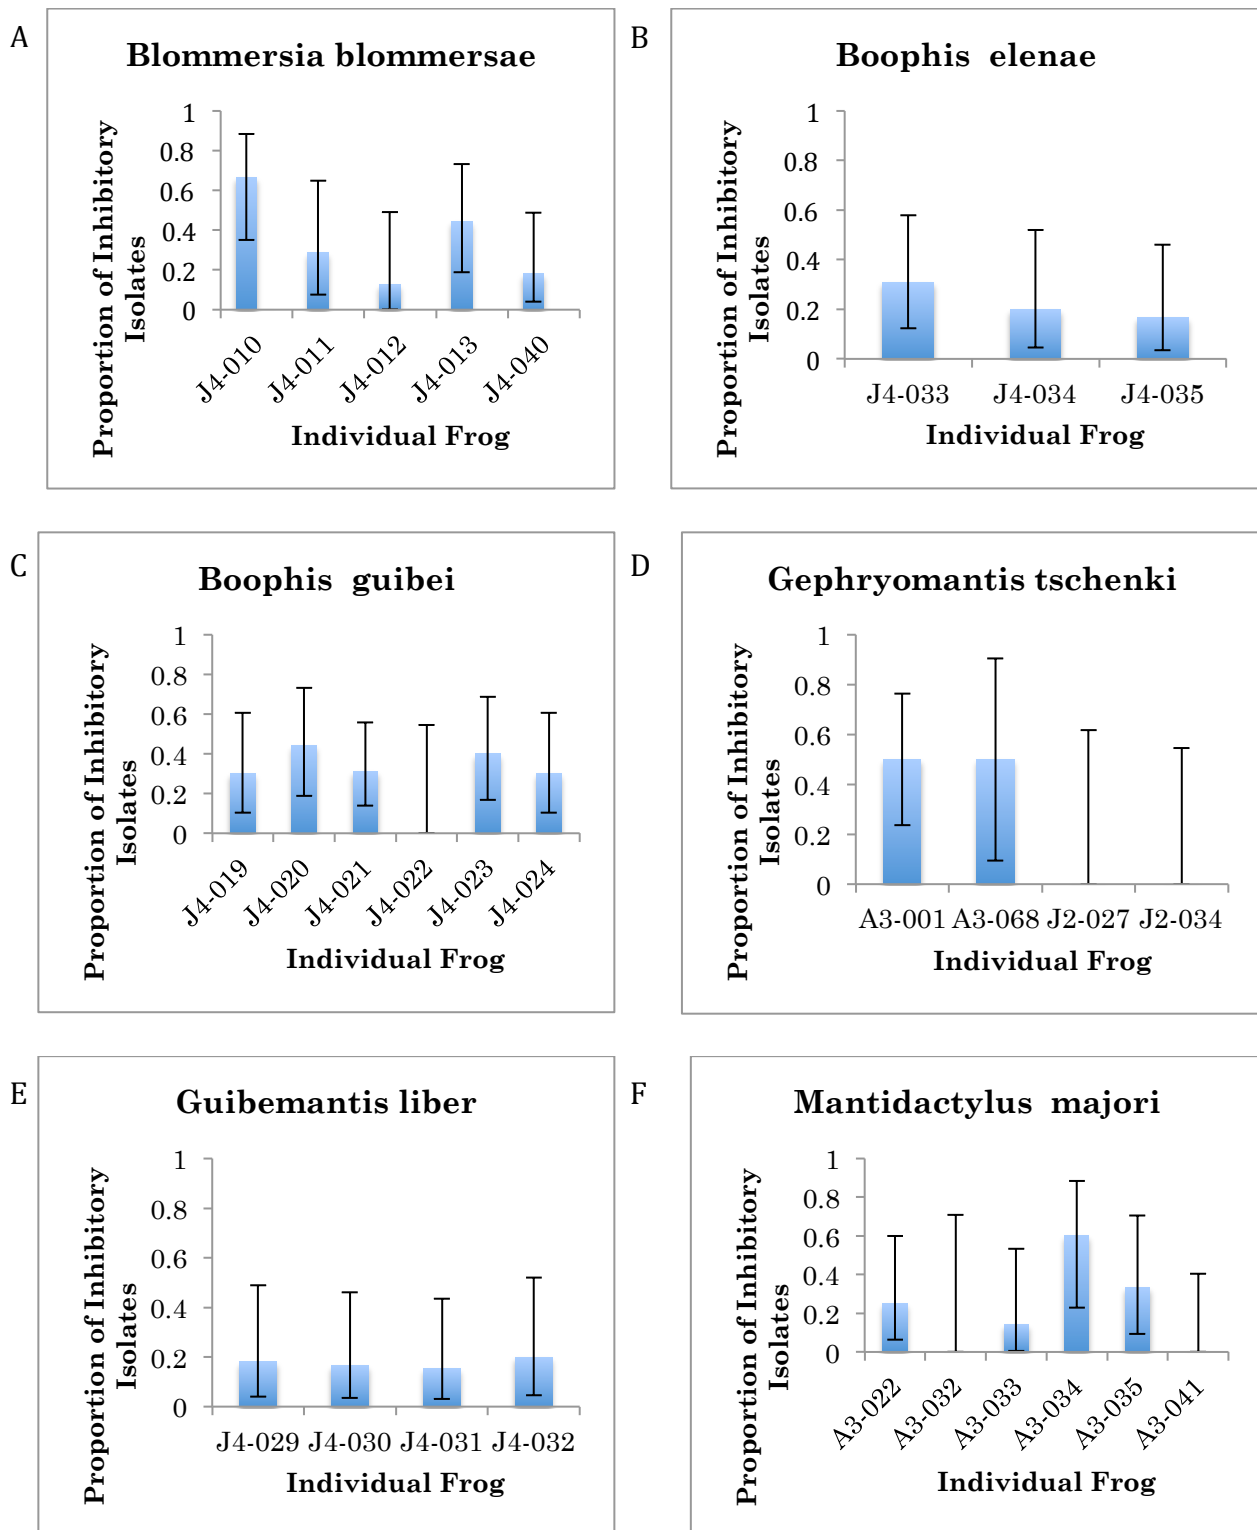 A
Blommersia blommersae
Proportion of Inhibitory
Isolates
1
0.8
0.6
0.4
0.2
0
J4-010
J4-011
J4-012
J4-013
J4-040
Individual Frog
B
Boophis elenae
Proportion of Inhibitory
Isolates
1
0.8
0.6
0.4
0.2
0
J4-033 J4-034 J4-035
Individual Frog
C
Boophis guibei
Proportion of Inhibitory
Isolates
1
0.8
0.6
0.4
0.2
0
J4-019
J4-020
J4-021
J4-022
J4-023
J4-024
Individual Frog
D
Gephryomantis tschenki
Proportion of Inhibitory
Isolates
1
0.8
0.6
0.4
0.2
0
A3-001 A3-068 J2-027 J2-034
Individual Frog
E
Guibemantis liber
Proportion of Inhibitory
Isolates
1
0.8
0.6
0.4
0.2
0
J4-029 J4-030 J4-031 J4-032
Individual Frog
F
Mantidactylus majori
Proportion of Inhibitory
Isolates
1
0.8
0.6
0.4
0.2
0
A3-022
A3-032
A3-033
A3-034
A3-035
A3-041
Individual Frog